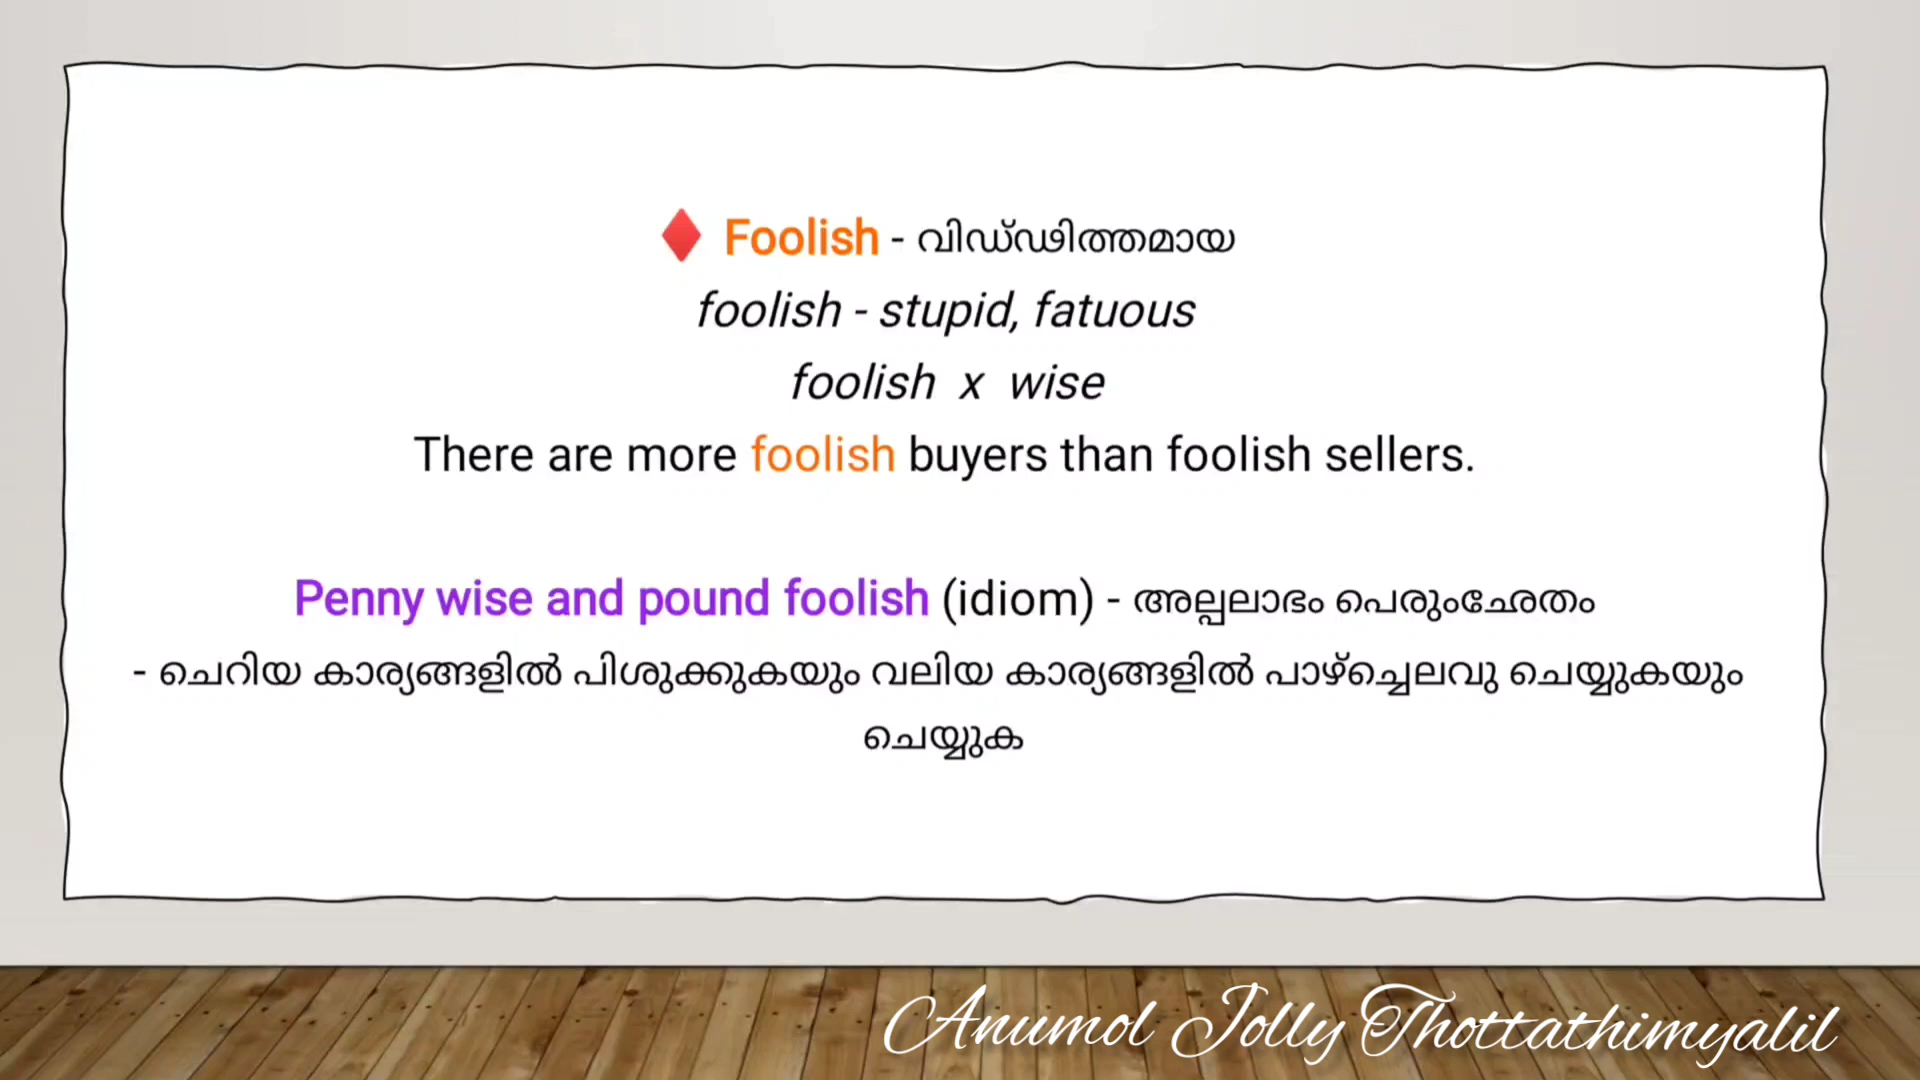 ♦ Foolish - വിഡ്ഢിത്തമായ
foolish - stupid, fatuous
foolish x wise
There are more foolish buyers than foolish sellers.
Penny wise and pound foolish (idiom) - അല്പലാഭം പെരുംഛേതം
- ചെറിയ കാര്യങ്ങളിൽ പിശുക്കുകയും വലിയ കാര്യങ്ങളിൽ പാഴ്ച്ചെലവു ചെയ്യുകയും
ചെയ്യുക
Anumol Jolly Thottathimyalil